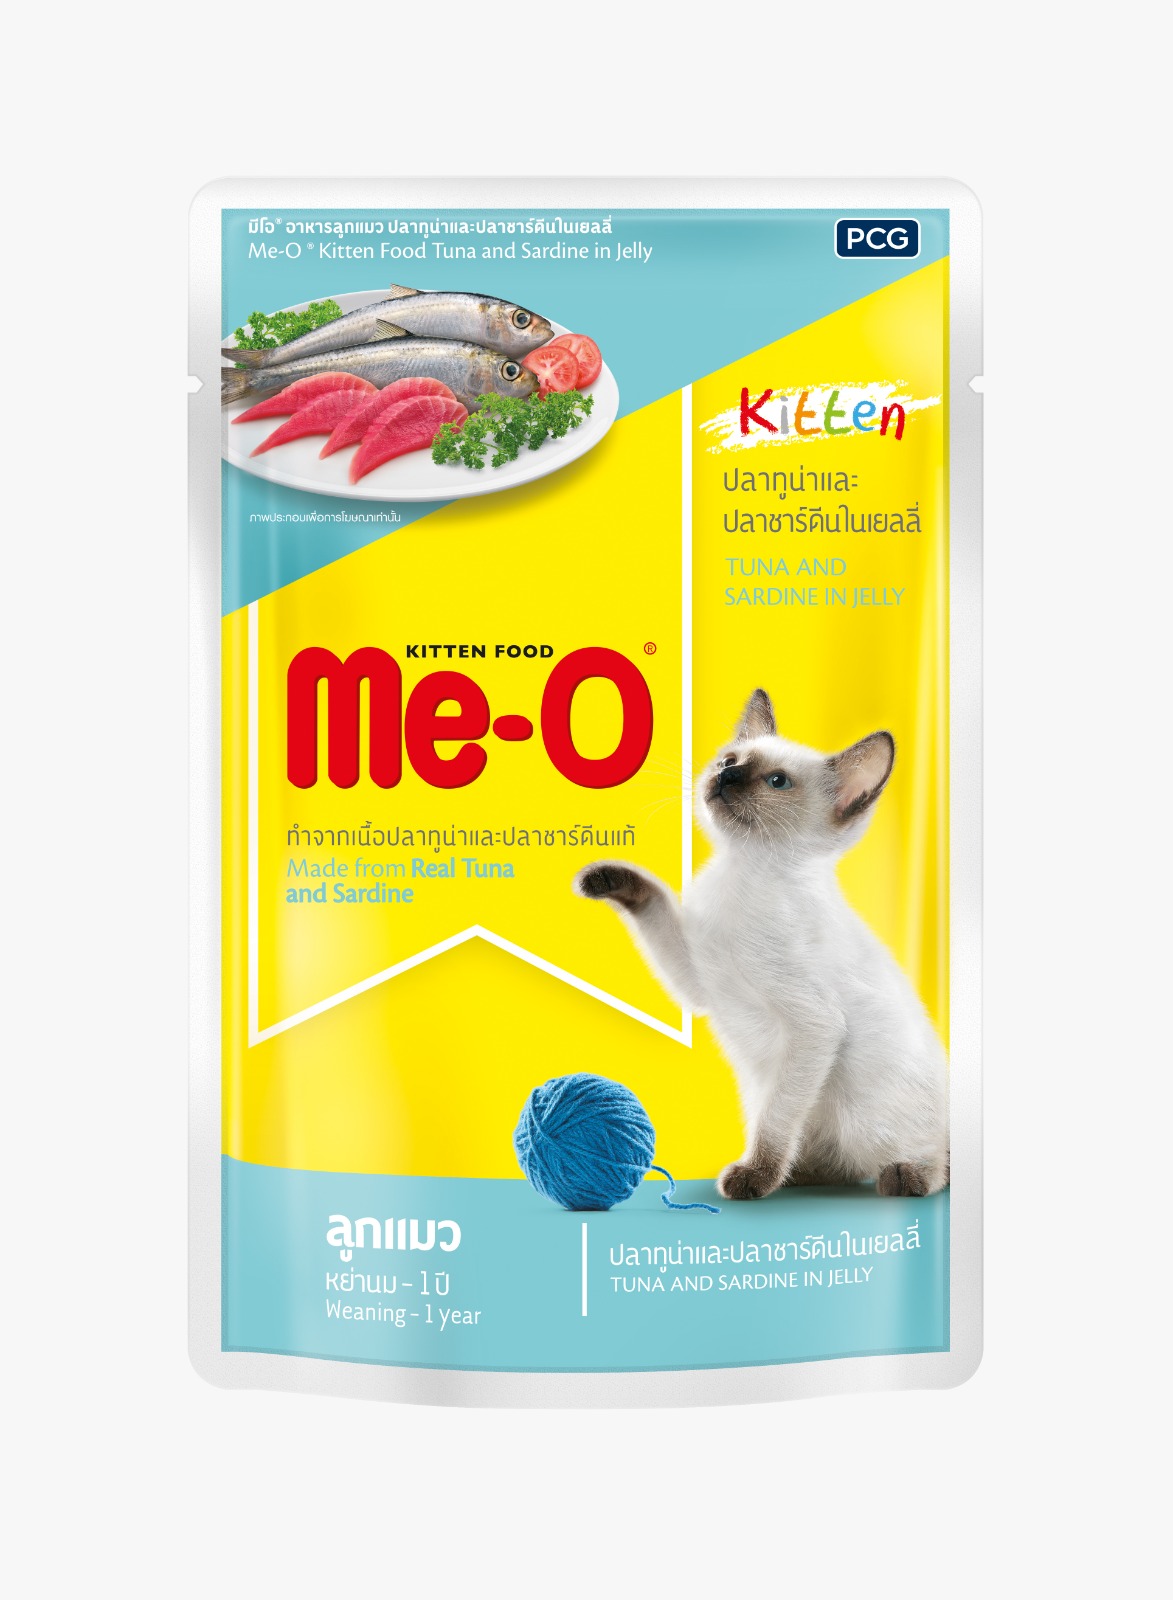 มีโอ® อาหารลูกแมว ปลาทูน่าและปลาซาร์ดีนในเยลลี่
Me-O ® Kitten Food Tuna and Sardine in Jelly
PCG
Kitten
ปลาทูน่าและ
ปลาซาร์ดีนในเยลลี่
TUNA AND
SARDINE IN JELLY
ภาพประกอบเพื่อการโฆษณาเท่านั้น
KITTEN FOOD
Me-O®
ทำจากเนื้อปลาทูน่าและปลาซาร์ดีนแท้
Made from Real Tuna
and Sardine
ลูกแมว
หย่านม – 1 ปี
Weaning – 1 year
ปลาทูน่าและปลาซาร์ดีนในเยลลี่
TUNA AND SARDINE IN JELLY